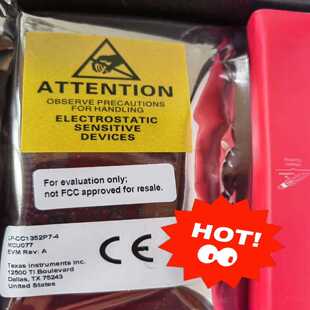 ATTENTION
OBSERVE PRECAUTIONS
FOR HANDLING
ELECTROSTATIC
SENSITIVE
DEVICES
For evaluation only;
not FCC approved for resale.
LP-CC1352P7-4
MCU077
EVM Rev: A
Texas Instruments Inc.
12500 TI Boulevard
Dallas, TX 75243
United States
CE
HOT!